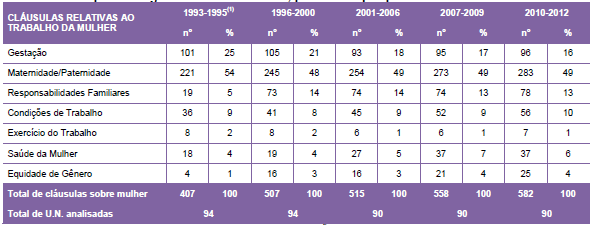 CLÁUSULAS RELATIVAS AO TRABALHO DA MULHER 1993-1995(1) 1996-2000 2001-2006 2007-2009 2010-2012
nº % nº % nº % nº % nº %
Gestação 101 25 105 21 93 18 95 17 96 16
Maternidade/Paternidade 221 54 245 48 254 49 273 49 283 49
Responsabilidades Familiares 19 5 73 14 74 14 74 13 78 13
Condições de Trabalho 36 9 41 8 45 9 52 9 56 10
Exercício do Trabalho 8 2 8 2 6 1 6 1 7 1
Saúde da Mulher 18 4 19 4 27 5 37 7 37 6
Equidade de Gênero 4 1 16 3 16 3 21 4 25 4
Total de cláusulas sobre mulher 407 100 507 100 515 100 558 100 582 100
Total de U.N. analisadas 94 94 90 90 90